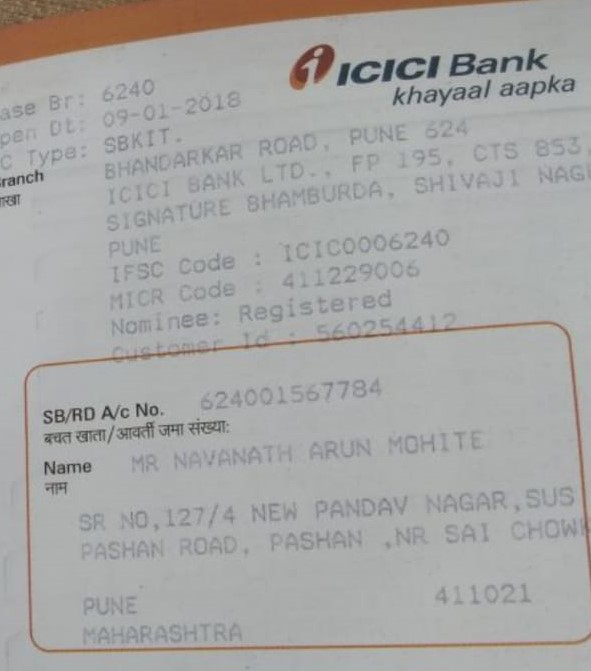 ICICI Bank
khayaal aapka
ase Br: 6240
pen Dt: 09-01-2018
C Type: SBKIT.
ranch BHANDARKAR ROAD, PUNE 624
ाखा ICICI BANK LTD., FP 195, CTS 853,
SIGNATURE BHAMBURDA, SHIVAJI NAG
PUNE
IFSC Code : ICIC0006240
MICR Code : 411229006
Nominee: Registered
Customer Id : 560254412
SB/RD A/c No. 624001567784
बचत खाता/आवर्ती जमा संख्या:
Name MR NAVANATH ARUN MOHITE
नाम
SR NO,127/4 NEW PANDAV NAGAR,SUS
PASHAN ROAD, PASHAN ,NR SAI CHOWK
PUNE 411021
MAHARASHTRA